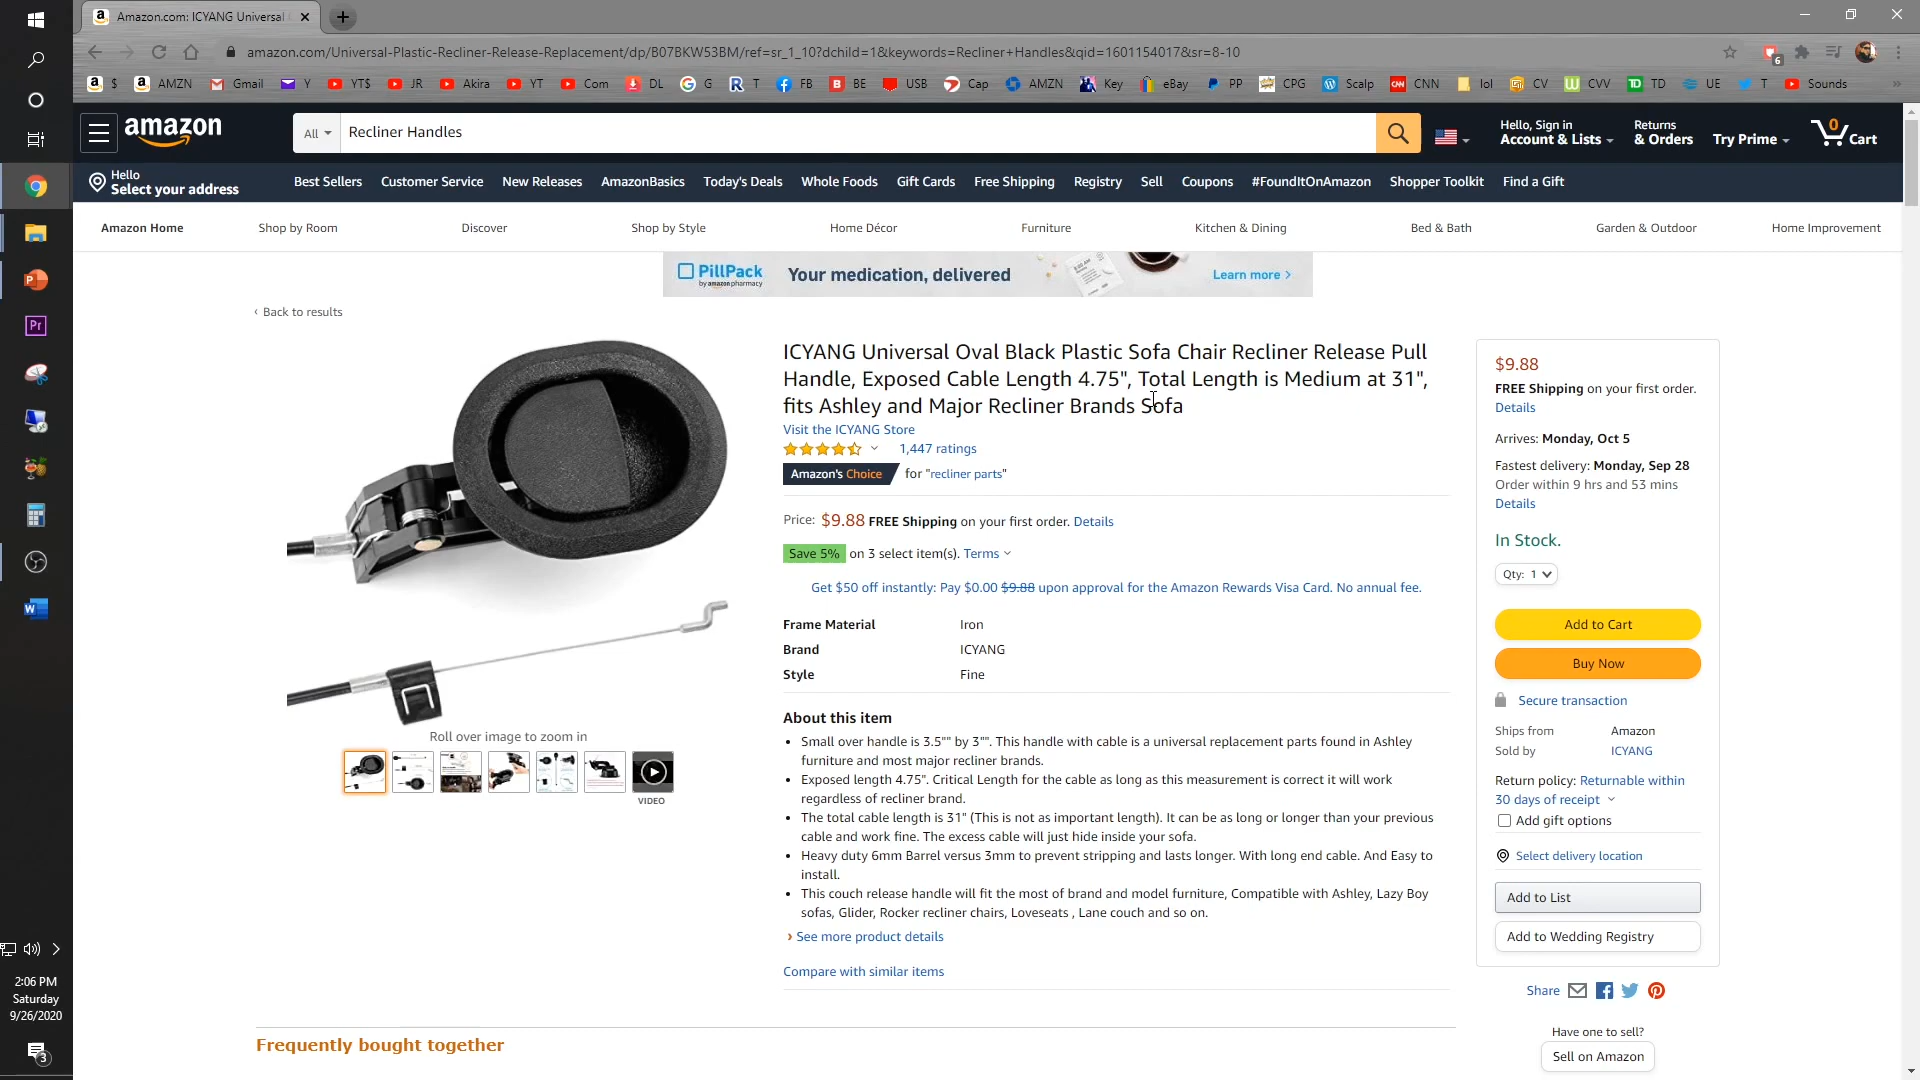 Amazon.com: ICYANG Universal
amazon.com/Universal-Plastic-Recliner-Release-Replacement/dp/B07BKW53BM/ref=sr_1_10?dchild=1&keywords=Recliner+Handles&qid=1601154017&sr=8-10
6
$
AMZN
Gmail
Y
YT$
JR
Akira
YT
Com
DL
G
T
FB
BE
USB
Cap
AMZN
Key
eBay
PP
CPG
Scalp
CNN
lol
CV
CVV
TD
UE
T
Sounds
amazon
All
Recliner Handles
Hello, Sign in
Account & Lists
Returns
& Orders
Try Prime
0
Cart
Hello
Select your address
Best Sellers
Customer Service
New Releases
AmazonBasics
Today's Deals
Whole Foods
Gift Cards
Free Shipping
Registry
Sell
Coupons
#FoundItOnAmazon
Shopper Toolkit
Find a Gift
Amazon Home
Shop by Room
Discover
Shop by Style
Home Décor
Furniture
Kitchen & Dining
Bed & Bath
Garden & Outdoor
Home Improvement
PillPack
by amazon pharmacy
Your medication, delivered
Learn more >
‹ Back to results
Roll over image to zoom in
VIDEO
ICYANG Universal Oval Black Plastic Sofa Chair Recliner Release Pull
Handle, Exposed Cable Length 4.75", Total Length is Medium at 31",
fits Ashley and Major Recliner Brands Sofa
Visit the ICYANG Store
1,447 ratings
Amazon's Choice for "recliner parts"
Price: $9.88 FREE Shipping on your first order. Details
Save 5% on 3 select item(s). Terms
Get $50 off instantly: Pay $0.00 $9.88 upon approval for the Amazon Rewards Visa Card. No annual fee.
Frame Material Iron
Brand ICYANG
Style Fine
About this item
• Small over handle is 3.5"" by 3"". This handle with cable is a universal replacement parts found in Ashley
furniture and most major recliner brands.
• Exposed length 4.75". Critical Length for the cable as long as this measurement is correct it will work
regardless of recliner brand.
• The total cable length is 31" (This is not as important length). It can be as long or longer than your previous
cable and work fine. The excess cable will just hide inside your sofa.
• Heavy duty 6mm Barrel versus 3mm to prevent stripping and lasts longer. With long end cable. And Easy to
install.
• This couch release handle will fit the most of brand and model furniture, Compatible with Ashley, Lazy Boy
sofas, Glider, Rocker recliner chairs, Loveseats , Lane couch and so on.
› See more product details
Compare with similar items
$9.88
FREE Shipping on your first order.
Details
Arrives: Monday, Oct 5
Fastest delivery: Monday, Sep 28
Order within 9 hrs and 53 mins
Details
In Stock.
Qty: 1
Add to Cart
Buy Now
Secure transaction
Ships from Amazon
Sold by ICYANG
Return policy: Returnable within
30 days of receipt
Add gift options
Select delivery location
Add to List
Add to Wedding Registry
Share
Have one to sell?
Sell on Amazon
Frequently bought together
2:06 PM
Saturday
9/26/2020
3